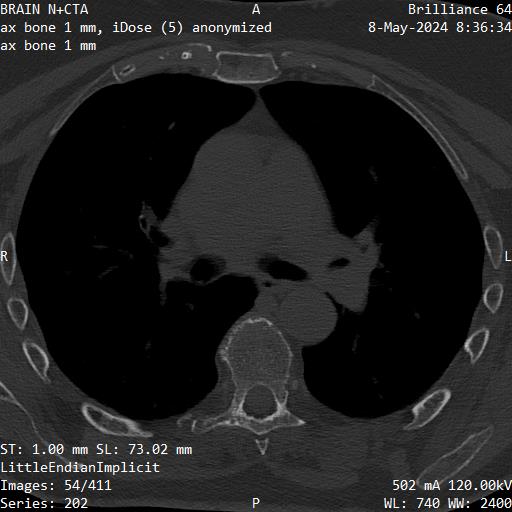 BRAIN N+CTA A Brilliance 64
ax bone 1 mm, iDose (5) anonymized 8-May-2024 8:36:34
ax bone 1 mm
R L
ST: 1.00 mm SL: 73.02 mm
LittleEndianImplicit
Images: 54/411 502 mA 120.00kV
Series: 202 P WL: 740 WW: 2400